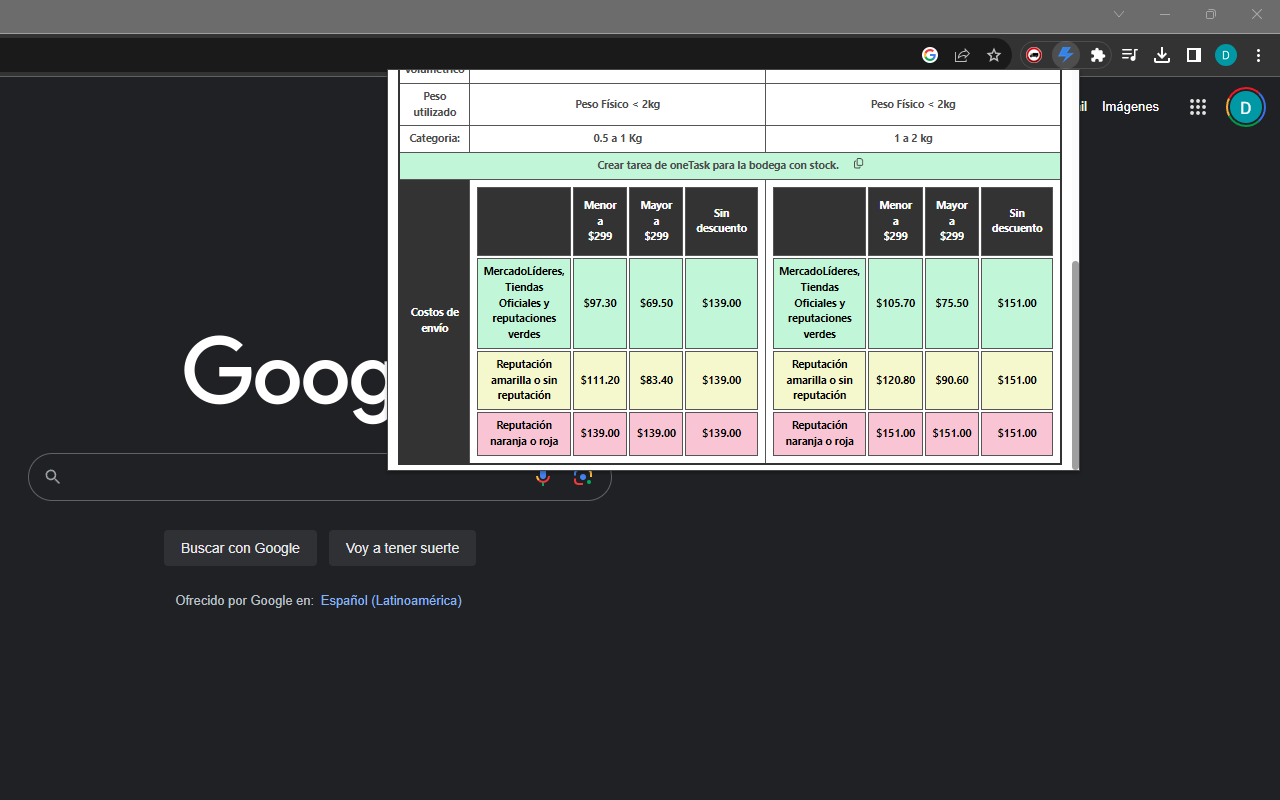 D
Volumétrico
Peso
utilizado
Peso Físico < 2kg
Peso Físico < 2kg
Imágenes
D
Categoria:
0.5 a 1 Kg
1 a 2 kg
Crear tarea de oneTask para la bodega con stock.
Costos de
envío
Menor
a
$299
Mayor
a
$299
Sin
descuento
MercadoLíderes,
Tiendas
Oficiales y
reputaciones
verdes
$97.30
$69.50
$139.00
Reputación
amarilla o sin
reputación
$111.20
$83.40
$139.00
Reputación
naranja o roja
$139.00
$139.00
$139.00
Menor
a
$299
Mayor
a
$299
Sin
descuento
MercadoLíderes,
Tiendas
Oficiales y
reputaciones
verdes
$105.70
$75.50
$151.00
Reputación
amarilla o sin
reputación
$120.80
$90.60
$151.00
Reputación
naranja o roja
$151.00
$151.00
$151.00
Goog
Buscar con Google
Voy a tener suerte
Ofrecido por Google en: Español (Latinoamérica)